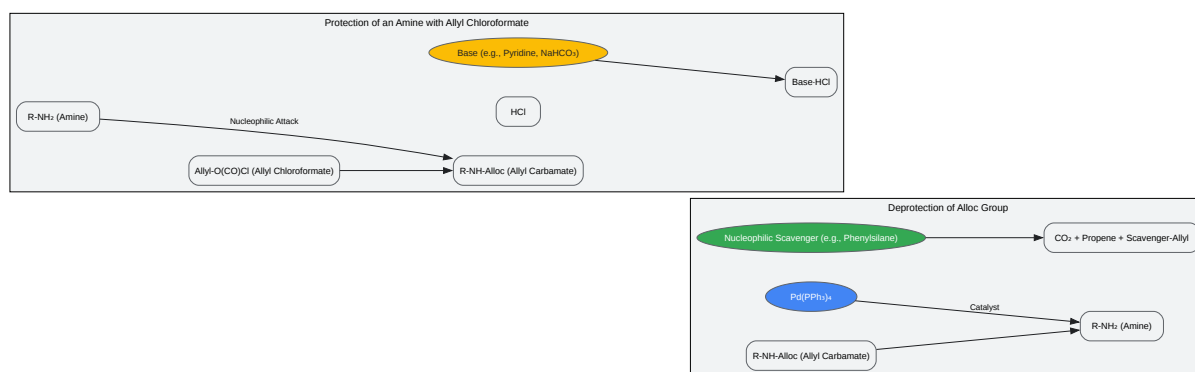 Protection of an Amine with Allyl Chloroformate
Base (e.g., Pyridine, NaHCO₃)
Base-HCl
HCl
R-NH₂ (Amine)
Nucleophilic Attack
Allyl-O(CO)Cl (Allyl Chloroformate)
R-NH-Alloc (Allyl Carbamate)
Deprotection of Alloc Group
Nucleophilic Scavenger (e.g., Phenylsilane)
CO₂ + Propene + Scavenger-Allyl
Pd(PPh₃)₄
Catalyst
R-NH₂ (Amine)
R-NH-Alloc (Allyl Carbamate)